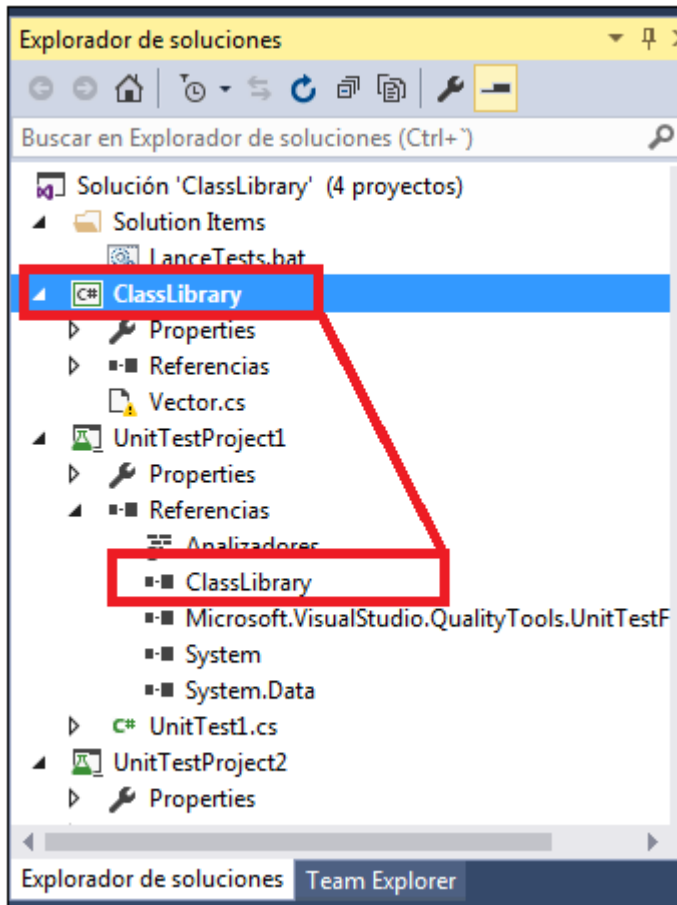 Explorador de soluciones
Buscar en Explorador de soluciones (Ctrl+`)
Solución 'ClassLibrary' (4 proyectos)
Solution Items
LanceTests.bat
C# ClassLibrary
Properties
Referencias
Vector.cs
UnitTestProject1
Properties
Referencias
Analizadores
ClassLibrary
Microsoft.VisualStudio.QualityTools.UnitTestF
System
System.Data
C# UnitTest1.cs
UnitTestProject2
Properties
Explorador de soluciones Team Explorer